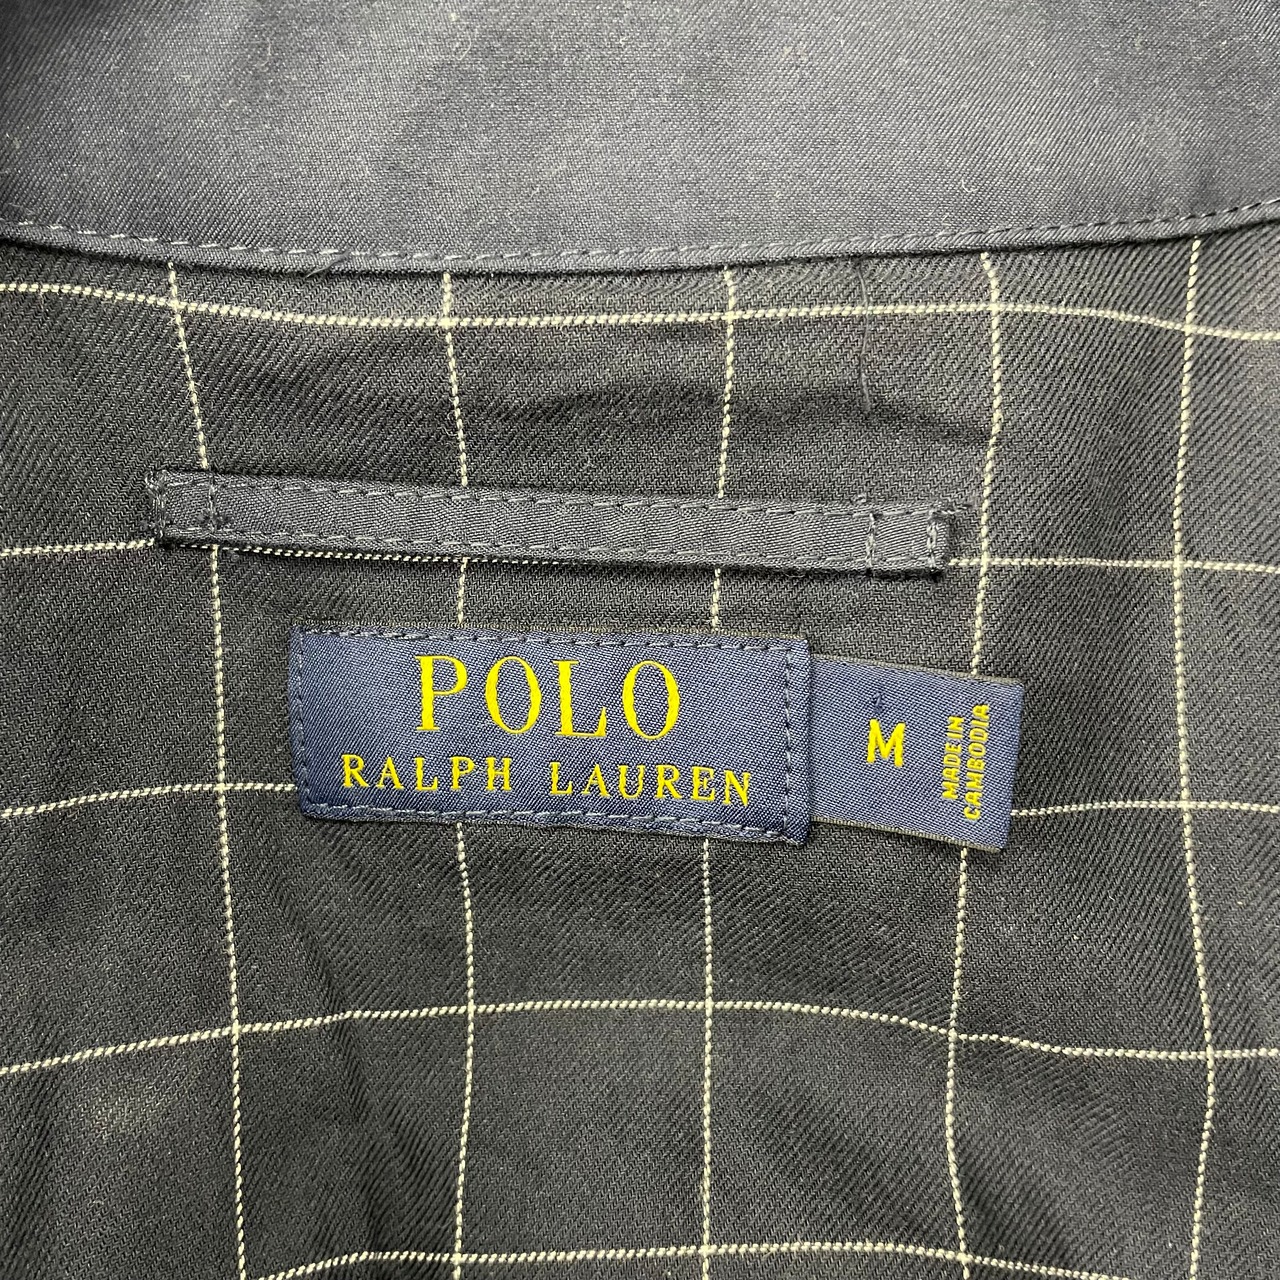 POLO
RALPH LAUREN
M
MADE IN
CAMBODIA